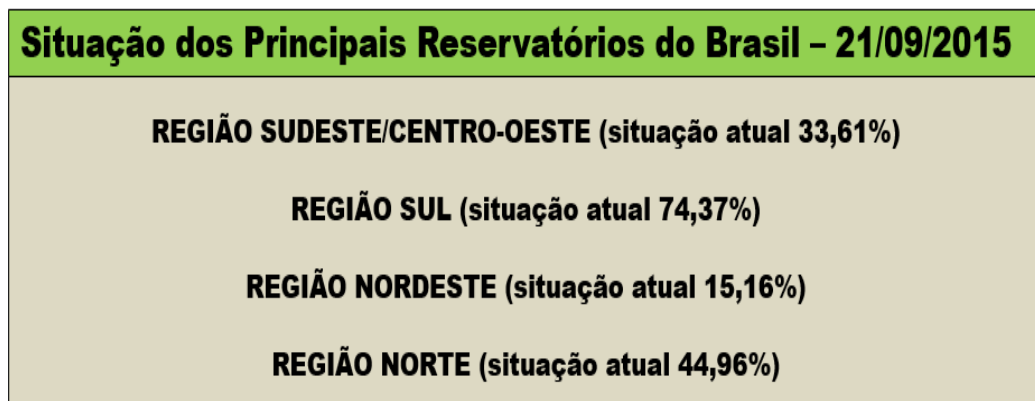 Situação dos Principais Reservatórios do Brasil – 21/09/2015
REGIÃO SUDESTE/CENTRO-OESTE (situação atual 33,61%)
REGIÃO SUL (situação atual 74,37%)
REGIÃO NORDESTE (situação atual 15,16%)
REGIÃO NORTE (situação atual 44,96%)